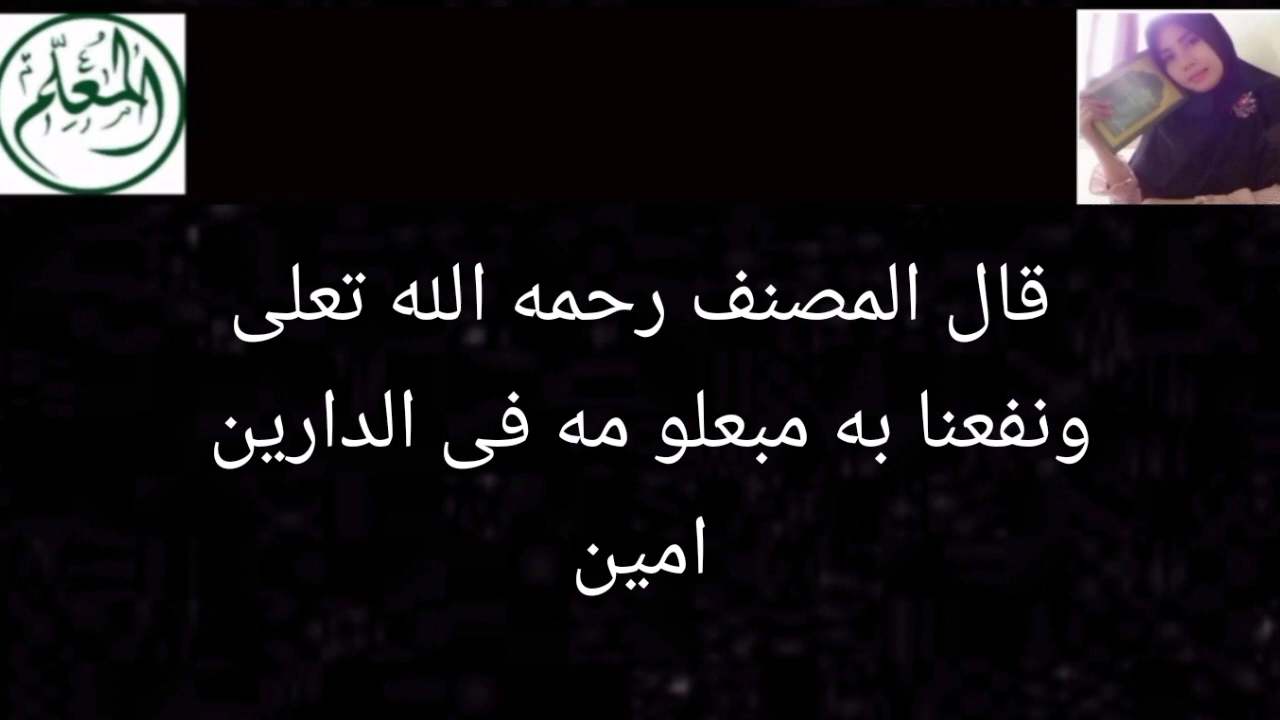 المعلم
قال المصنف رحمه الله تعلى
ونفعنا به مبعلو مه فى الدارين
امين